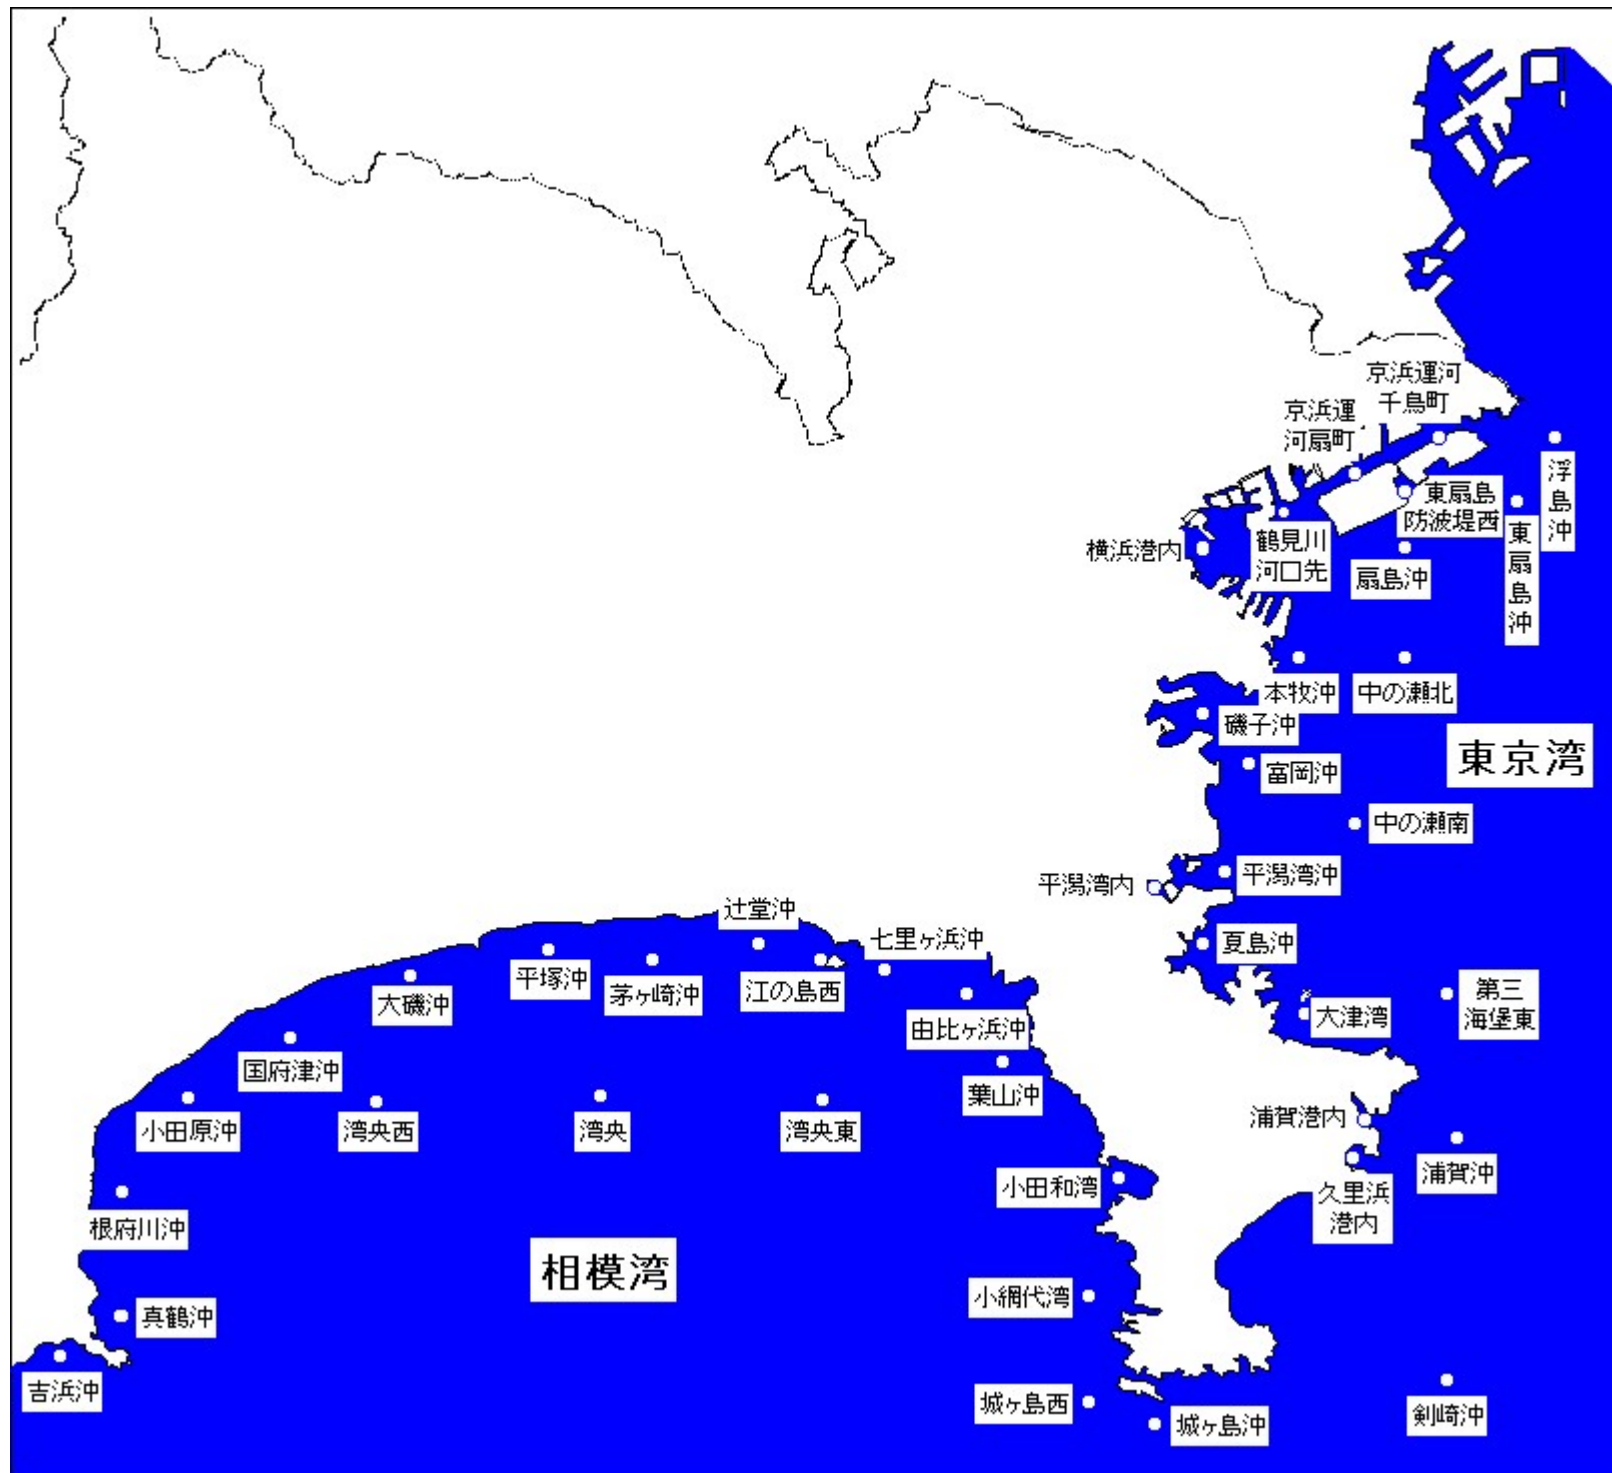 京浜運河
千鳥町
京浜運
河扇町
浮島沖
東扇島
防波堤西
東扇島沖
鶴見川
河口先
横浜港内
扇島沖
本牧沖
中の瀬北
磯子沖
東京湾
富岡沖
中の瀬南
平潟湾沖
平潟湾内
辻堂沖
七里ヶ浜沖
夏島沖
平塚沖
茅ヶ崎沖
江の島西
大磯沖
第三
海堡東
大津湾
由比ヶ浜沖
国府津沖
葉山沖
浦賀港内
小田原沖
湾央西
湾央
湾央東
浦賀沖
小田和湾
久里浜
港内
根府川沖
相模湾
小網代湾
真鶴沖
吉浜沖
城ヶ島西
城ヶ島沖
剣崎沖